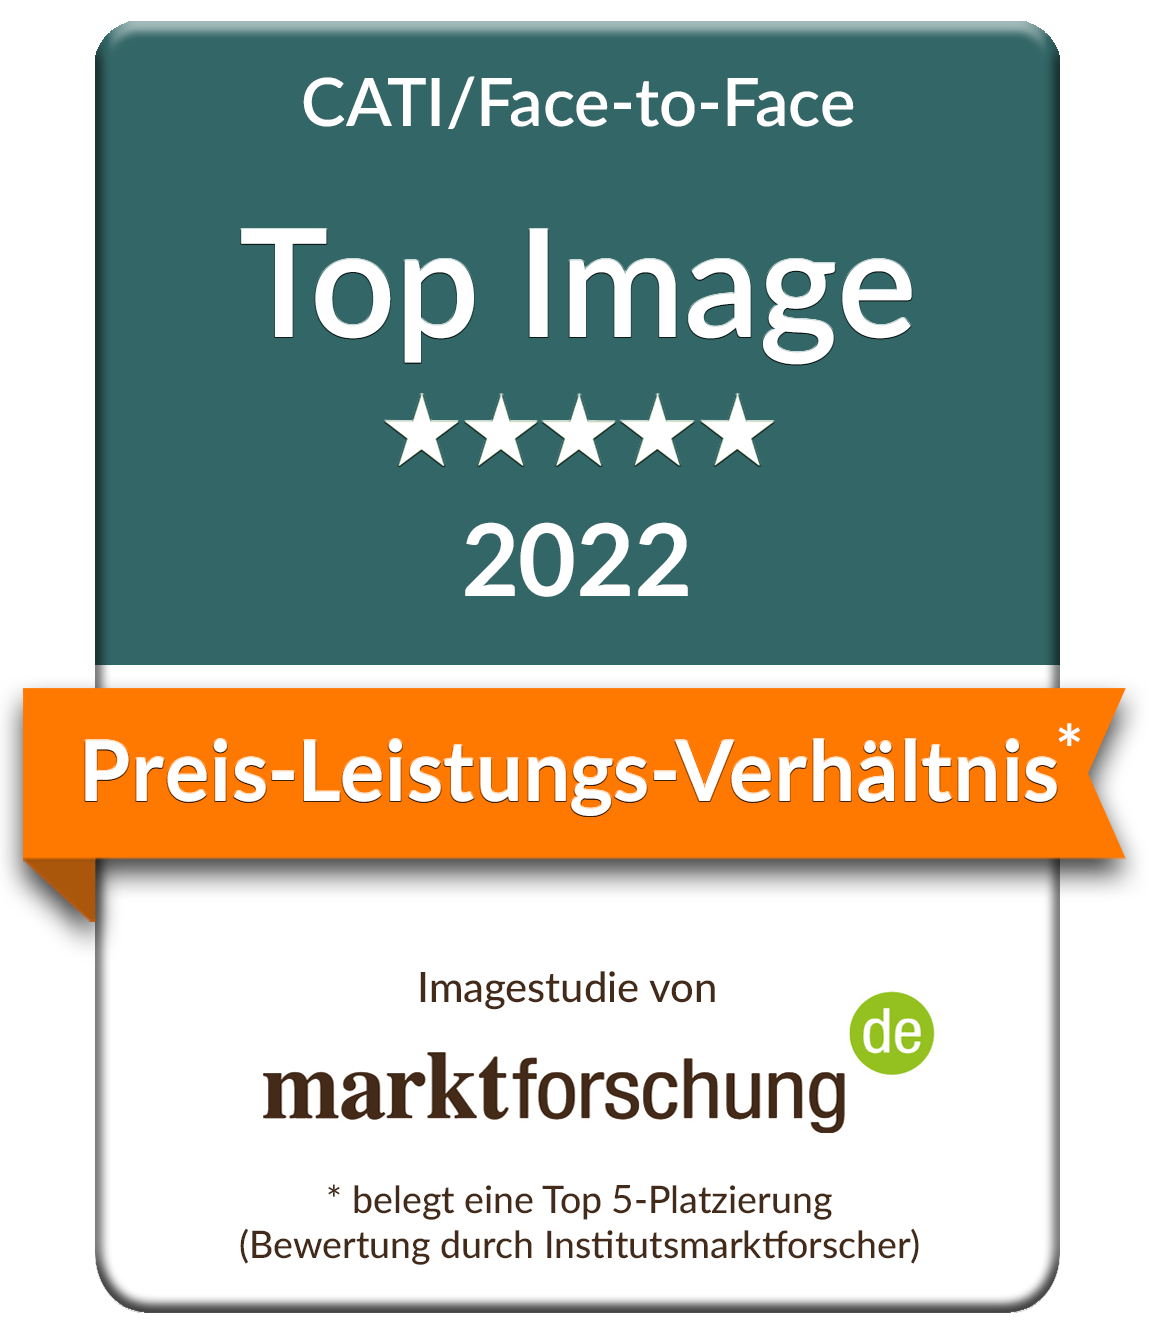 CATI/Face-to-Face
Top Image
2022
Preis-Leistungs-Verhältnis*
Imagestudie von
marktforschung de
* belegt eine Top 5-Platzierung
(Bewertung durch Institutsmarktforscher)